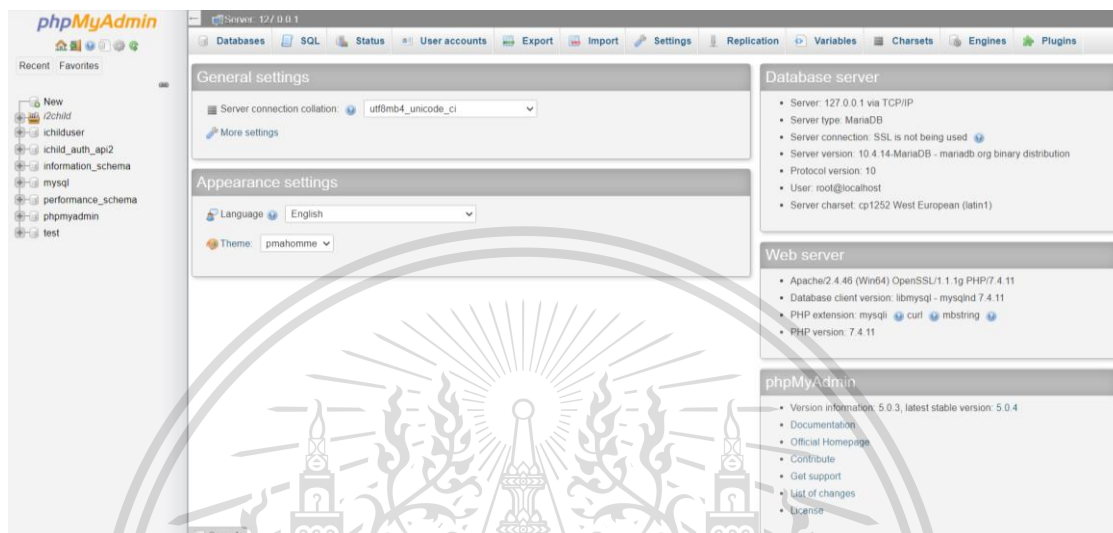 phpMyAdmin
Recent Favorites
New
i2child
ichilduser
ichild_auth_api2
information_schema
mysql
performance_schema
phpmyadmin
test
Server: 127.0.0.1
Databases SQL Status User accounts Export Import Settings Replication Variables Charsets Engines Plugins
General settings
Server connection collation: utf8mb4_unicode_ci
More settings
Appearance settings
Language English
Theme: pmahomme
Database server
Server: 127.0.0.1 via TCP/IP
Server type: MariaDB
Server connection: SSL is not being used
Server version: 10.4.14-MariaDB - mariadb.org binary distribution
Protocol version: 10
User: root@localhost
Server charset: cp1252 West European (latin1)
Web server
Apache/2.4.46 (Win64) OpenSSL/1.1.1g PHP/7.4.11
Database client version: libmysql - mysqlnd 7.4.11
PHP extension: mysqli curl mbstring
PHP version: 7.4.11
phpMyAdmin
Version information: 5.0.3, latest stable version: 5.0.4
Documentation
Official Homepage
Contribute
Get support
List of changes
License